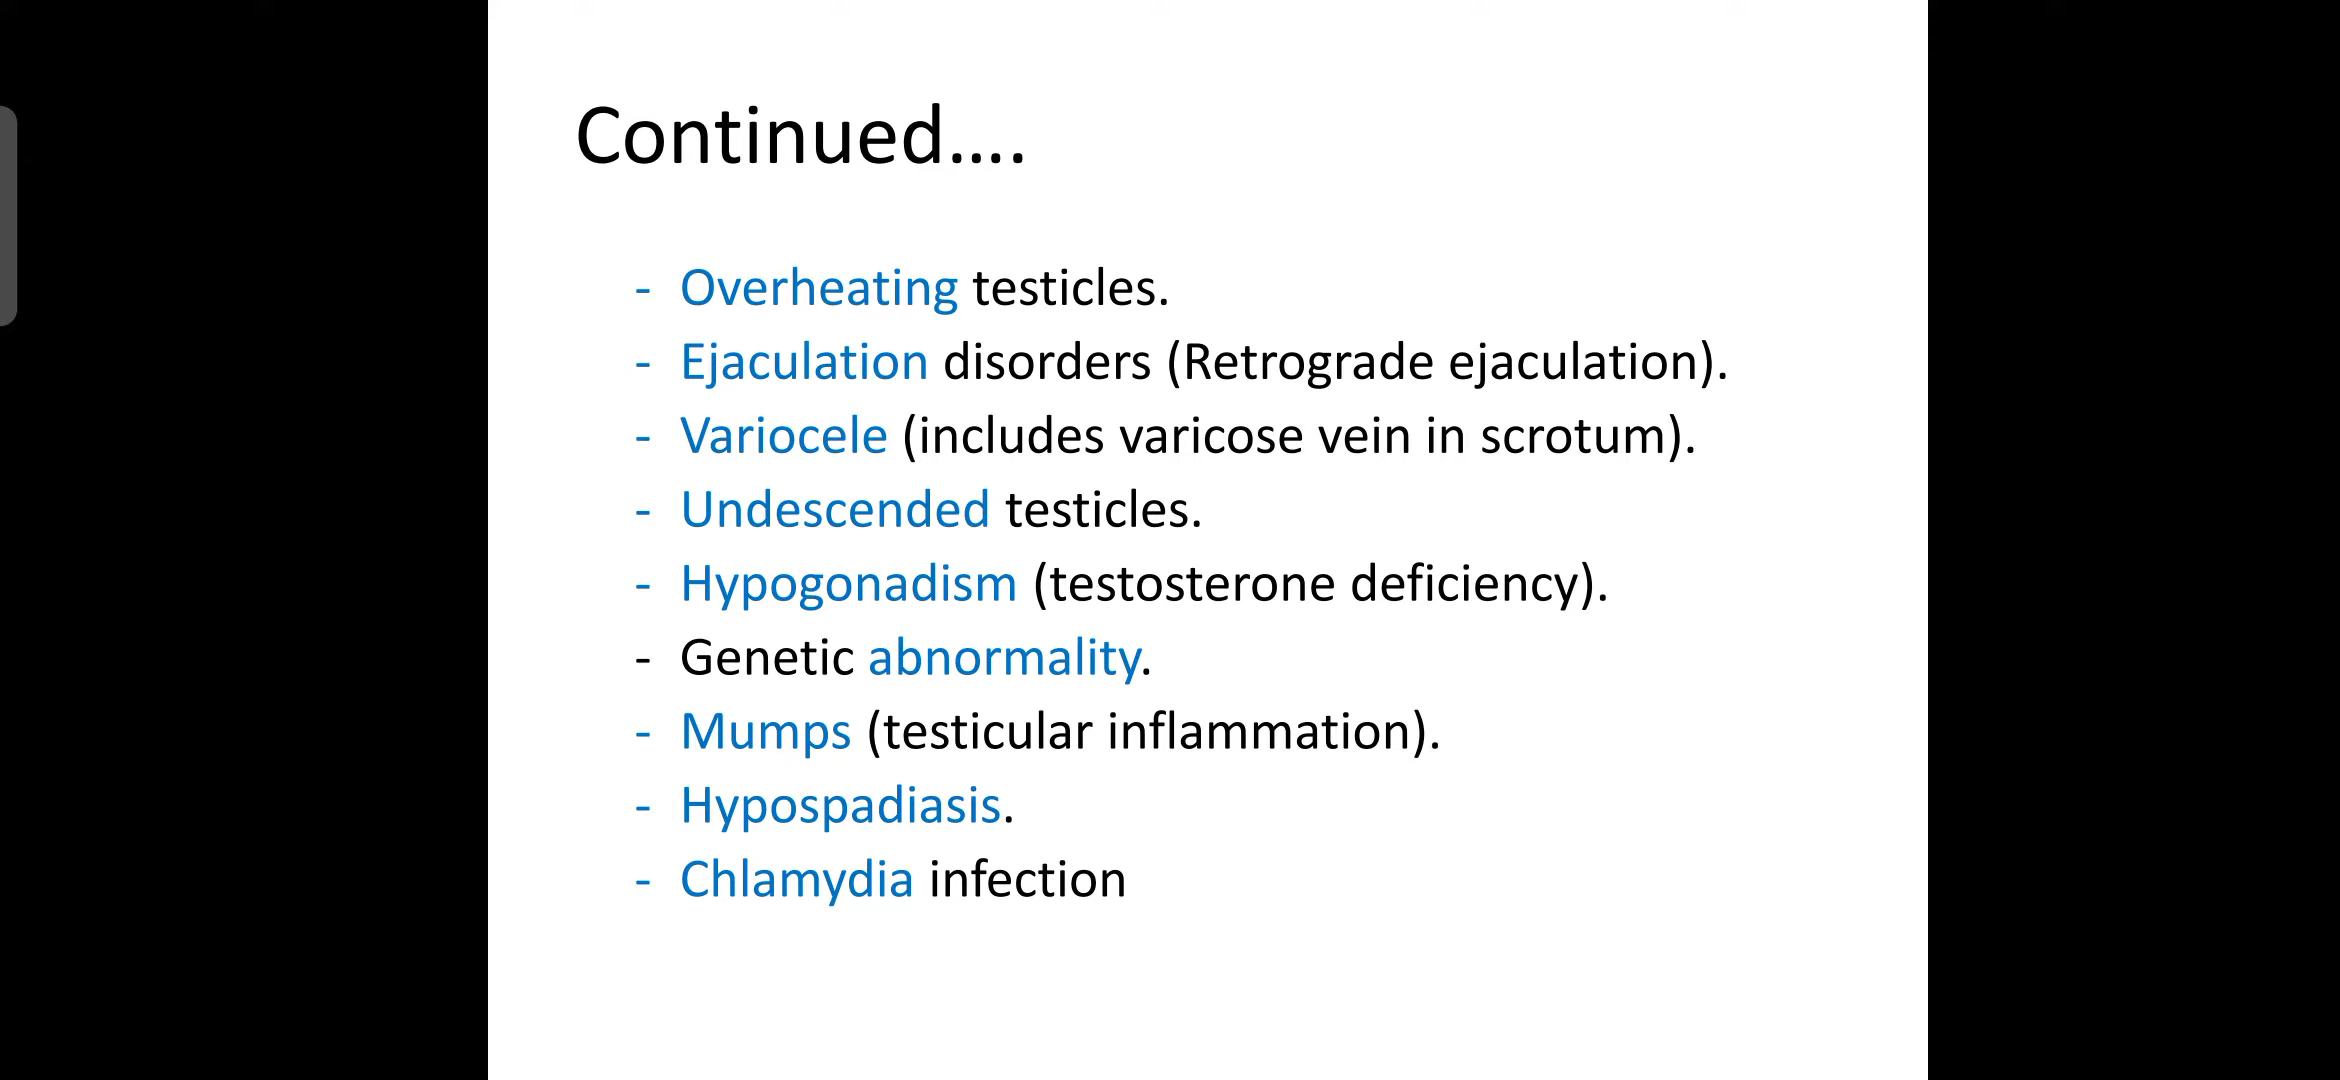 Continued....
- Overheating testicles.
- Ejaculation disorders (Retrograde ejaculation).
- Variocele (includes varicose vein in scrotum).
- Undescended testicles.
- Hypogonadism (testosterone deficiency).
- Genetic abnormality.
- Mumps (testicular inflammation).
- Hypospadiasis.
- Chlamydia infection